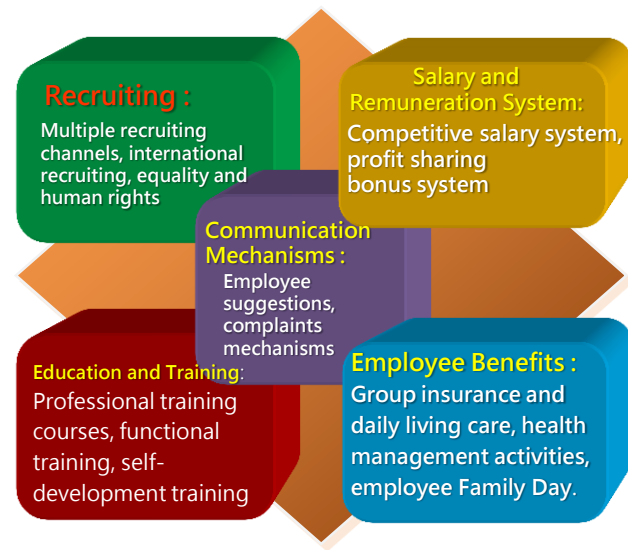 Recruiting :
Multiple recruiting
channels, international
recruiting, equality and
human rights
Salary and
Remuneration System:
Competitive salary system,
profit sharing
bonus system
Communication
Mechanisms :
Employee
suggestions,
complaints
mechanisms
Education and Training:
Professional training
courses, functional
training, self-
development training
Employee Benefits :
Group insurance and
daily living care, health
management activities,
employee Family Day.